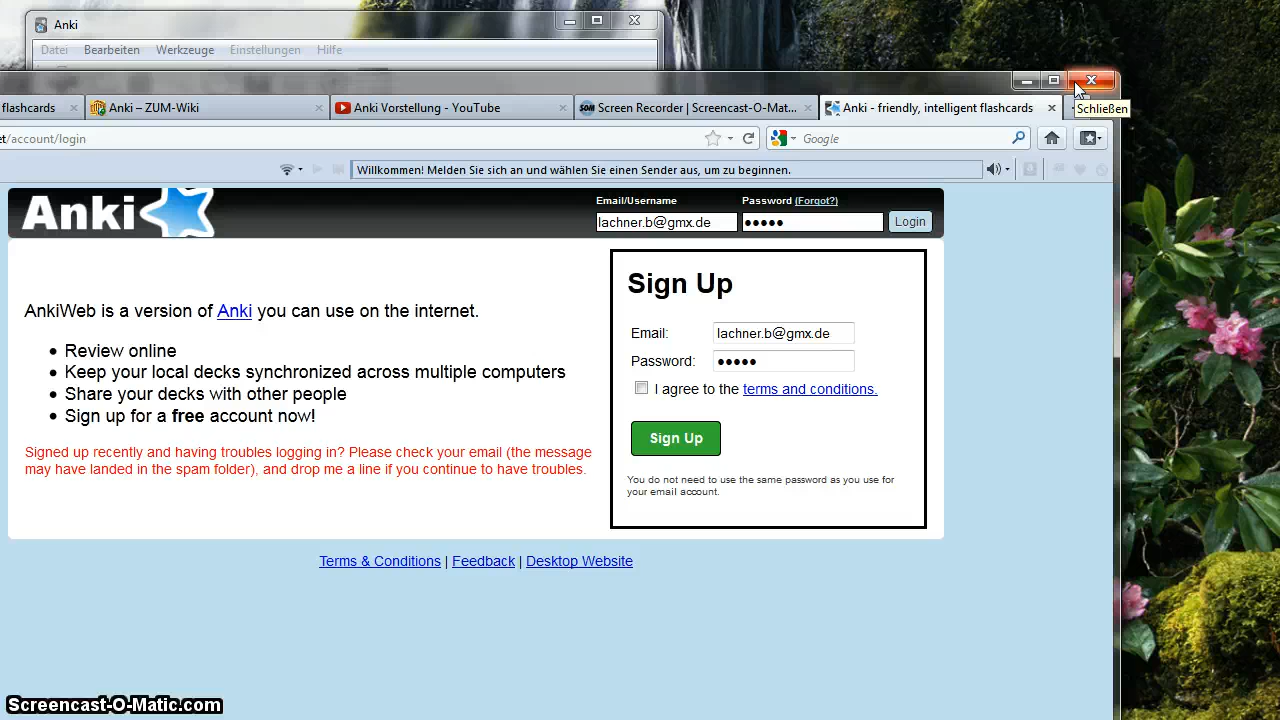 Anki
Datei Bearbeiten Werkzeuge Einstellungen Hilfe
flashcards
Anki – ZUM-Wiki
Anki Vorstellung - YouTube
Screen Recorder | Screencast-O-Mat...
Anki - friendly, intelligent flashcards
Schließen
/account/login
Google
Willkommen! Melden Sie sich an und wählen Sie einen Sender aus, um zu beginnen.
Anki
Email/Username
Password (Forgot?)
lachner.b@gmx.de
●●●●●
Login
AnkiWeb is a version of Anki you can use on the internet.
• Review online
• Keep your local decks synchronized across multiple computers
• Share your decks with other people
• Sign up for a free account now!
Signed up recently and having troubles logging in? Please check your email (the message
may have landed in the spam folder), and drop me a line if you continue to have troubles.
Sign Up
Email: lachner.b@gmx.de
Password: ●●●●●
I agree to the terms and conditions.
Sign Up
You do not need to use the same password as you use for
your email account.
Terms & Conditions | Feedback | Desktop Website
Screencast-O-Matic.com